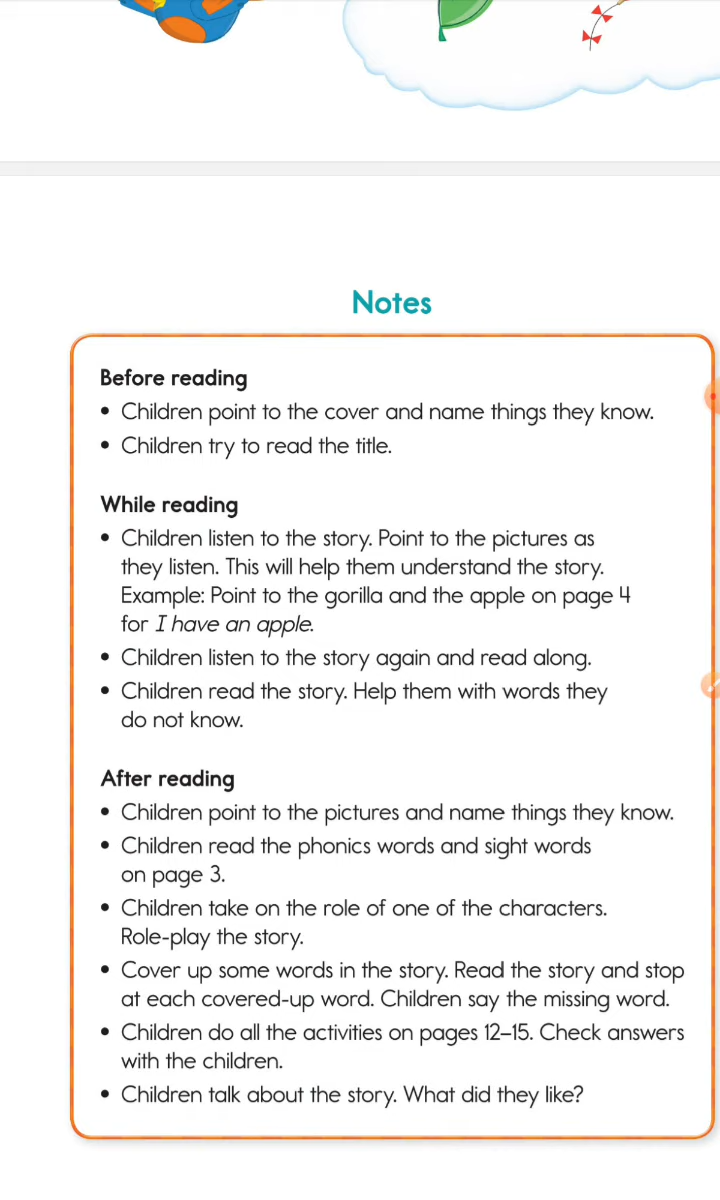 Notes
Before reading
• Children point to the cover and name things they know.
• Children try to read the title.
While reading
• Children listen to the story. Point to the pictures as
they listen. This will help them understand the story.
Example: Point to the gorilla and the apple on page 4
for I have an apple.
• Children listen to the story again and read along.
• Children read the story. Help them with words they
do not know.
After reading
• Children point to the pictures and name things they know.
• Children read the phonics words and sight words
on page 3.
• Children take on the role of one of the characters.
Role-play the story.
• Cover up some words in the story. Read the story and stop
at each covered-up word. Children say the missing word.
• Children do all the activities on pages 12–15. Check answers
with the children.
• Children talk about the story. What did they like?